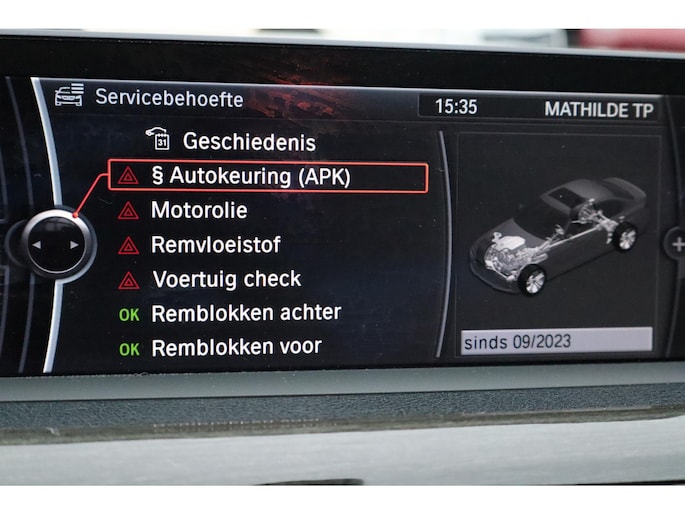 Servicebehoefte 15:35 MATHILDE TP
31 Geschiedenis
§ Autokeuring (APK)
Motorolie
Remvloeistof
Voertuig check
OK Remblokken achter
OK Remblokken voor
sinds 09/2023